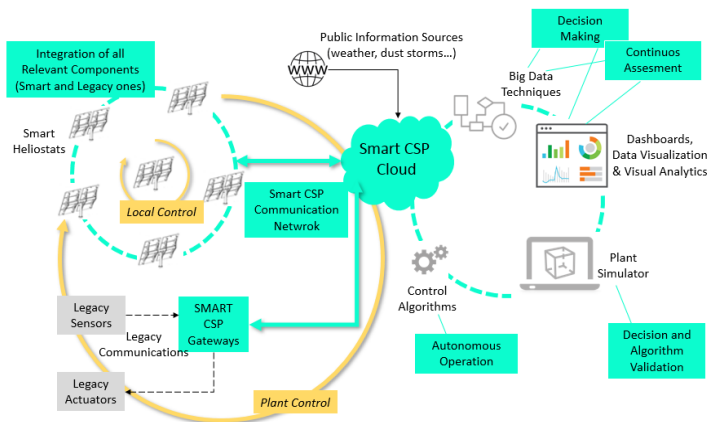 Integration of all
Relevant Components
(Smart and Legacy ones)
Public Information Sources
(weather, dust storms...)
WWW
Decision
Making
Continuos
Assesment
Big Data
Techniques
Smart
Heliostats
Smart CSP
Cloud
Dashboards,
Data Visualization
& Visual Analytics
Local Control
Smart CSP
Communication
Netwrok
Plant
Simulator
Control
Algorithms
Legacy
Sensors
Legacy
Communications
SMART
CSP
Gateways
Autonomous
Operation
Decision and
Algorithm
Validation
Legacy
Actuators
Plant Control